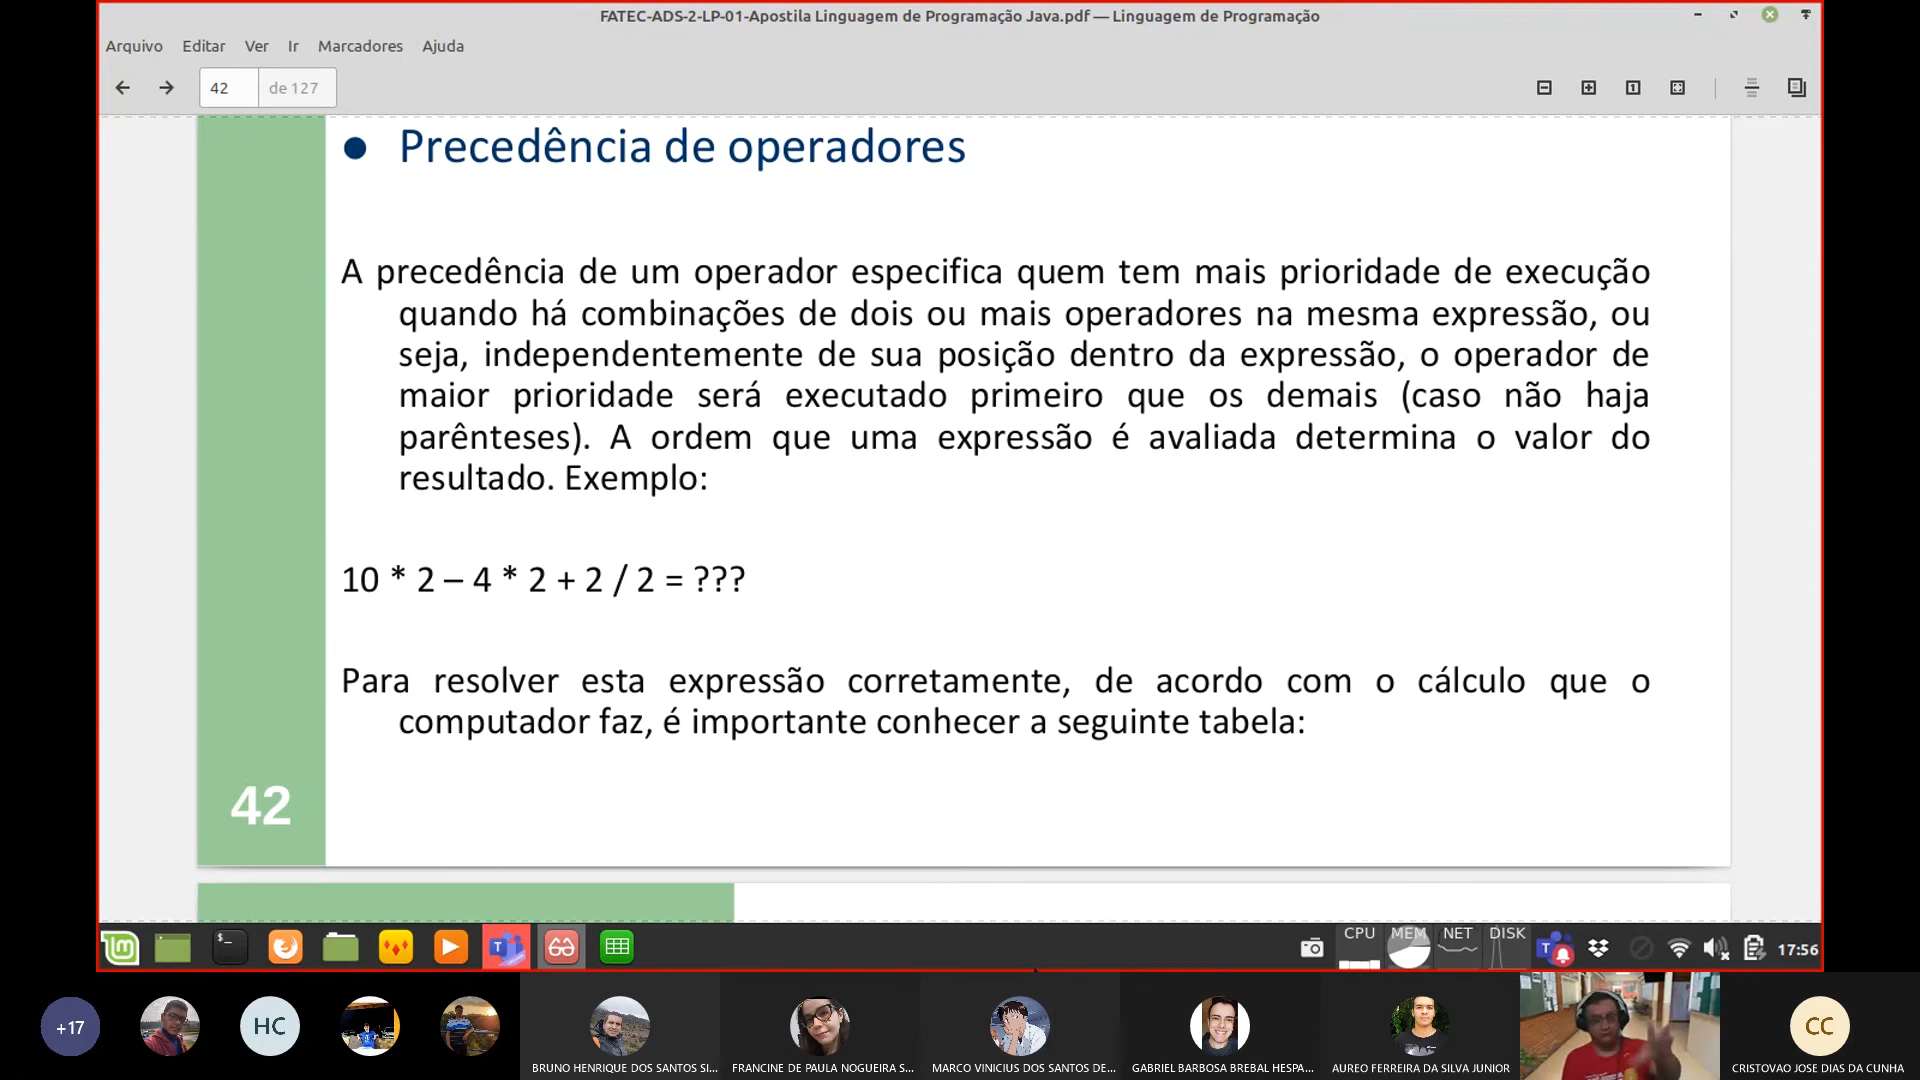 FATEC-ADS-2-LP-01-Apostila Linguagem de Programação Java.pdf — Linguagem de Programação
Arquivo Editar Ver Ir Marcadores Ajuda
42 de 127
● Precedência de operadores
A precedência de um operador especifica quem tem mais prioridade de execução
quando há combinações de dois ou mais operadores na mesma expressão, ou
seja, independentemente de sua posição dentro da expressão, o operador de
maior prioridade será executado primeiro que os demais (caso não haja
parênteses). A ordem que uma expressão é avaliada determina o valor do
resultado. Exemplo:
10 * 2 – 4 * 2 + 2 / 2 = ???
Para resolver esta expressão corretamente, de acordo com o cálculo que o
computador faz, é importante conhecer a seguinte tabela:
42
CPU MEM NET DISK
17:56
+17
HC
CC
BRUNO HENRIQUE DOS SANTOS SI...
FRANCINE DE PAULA NOGUEIRA S...
MARCO VINICIUS DOS SANTOS DE...
GABRIEL BARBOSA BREBAL HESPA...
AUREO FERREIRA DA SILVA JUNIOR
CRISTOVAO JOSE DIAS DA CUNHA